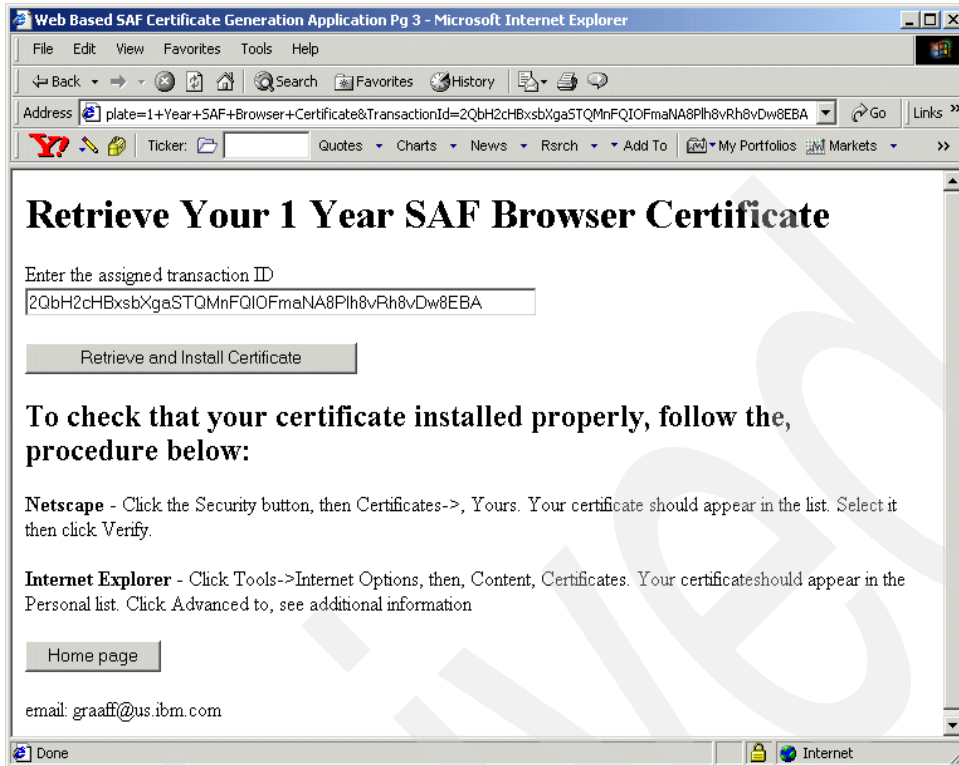 Web Based SAF Certificate Generation Application Pg 3 - Microsoft Internet Explorer
File Edit View Favorites Tools Help
Back Search Favorites History
Address plate=1+Year+SAF+Browser+Certificate&TransactionId=2QbH2cHBxsbXgaSTQMnFQIOFmaNA8Plh8vRh8vDw8EBA Go Links »
Y! Ticker: Quotes Charts News Rsrch Add To My Portfolios Markets »
Retrieve Your 1 Year SAF Browser Certificate
Enter the assigned transaction ID
2QbH2cHBxsbXgaSTQMnFQIOFmaNA8Plh8vRh8vDw8EBA
Retrieve and Install Certificate
To check that your certificate installed properly, follow the,
procedure below:
Netscape - Click the Security button, then Certificates->, Yours. Your certificate should appear in the list. Select it
then click Verify.
Internet Explorer - Click Tools->Internet Options, then, Content, Certificates. Your certificateshould appear in the
Personal list. Click Advanced to, see additional information
Home page
email: graaff@us.ibm.com
Done Internet